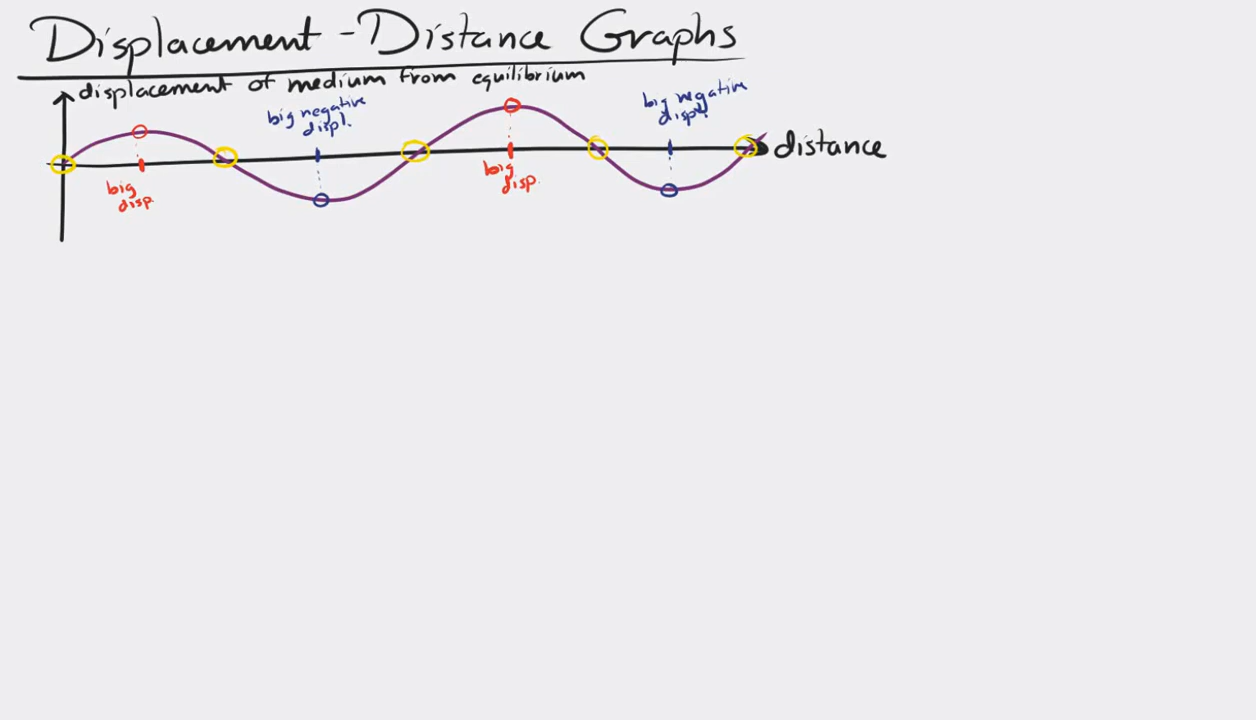 Displacement - Distance Graphs
displacement of medium from equilibrium
big negative
displ.
big negative
displ.
distance
big
disp.
big
disp.